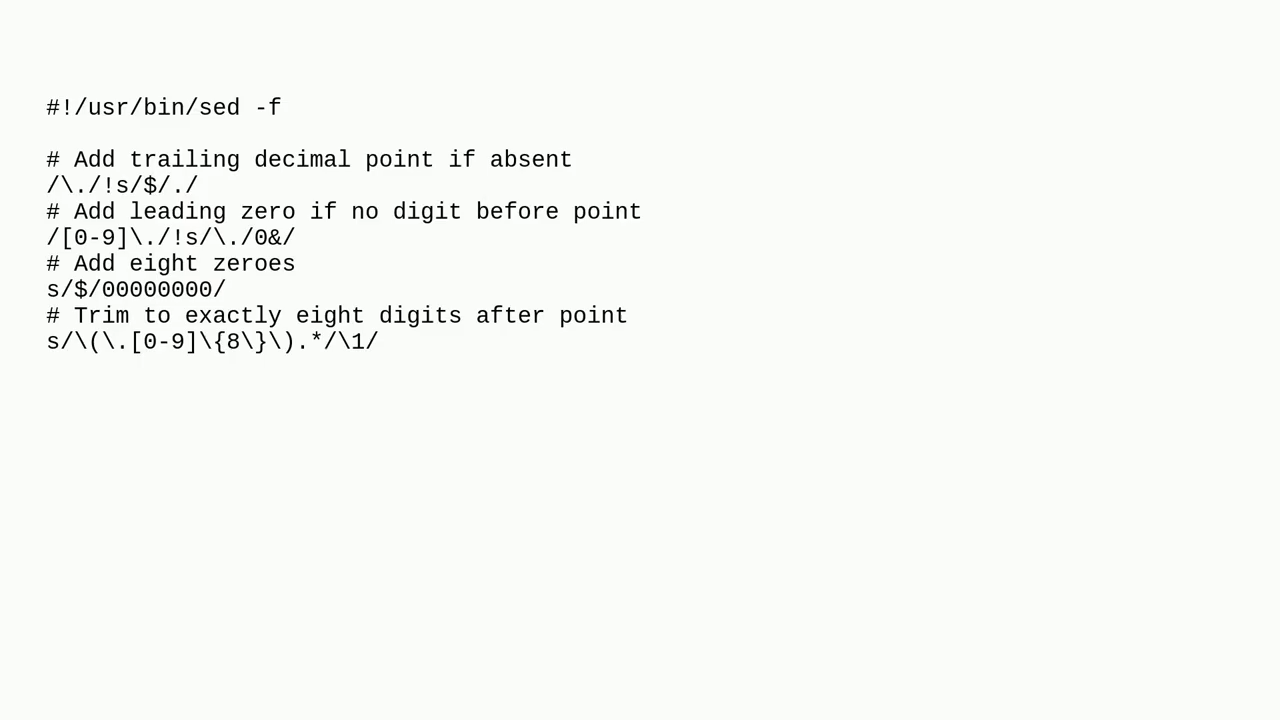 #!/usr/bin/sed -f

# Add trailing decimal point if absent
/\./!s/$/./
# Add leading zero if no digit before point
/[0-9]\./!s/\./0&/
# Add eight zeroes
s/$/00000000/
# Trim to exactly eight digits after point
s/\(\.[0-9]\{8\}\).*/\1/